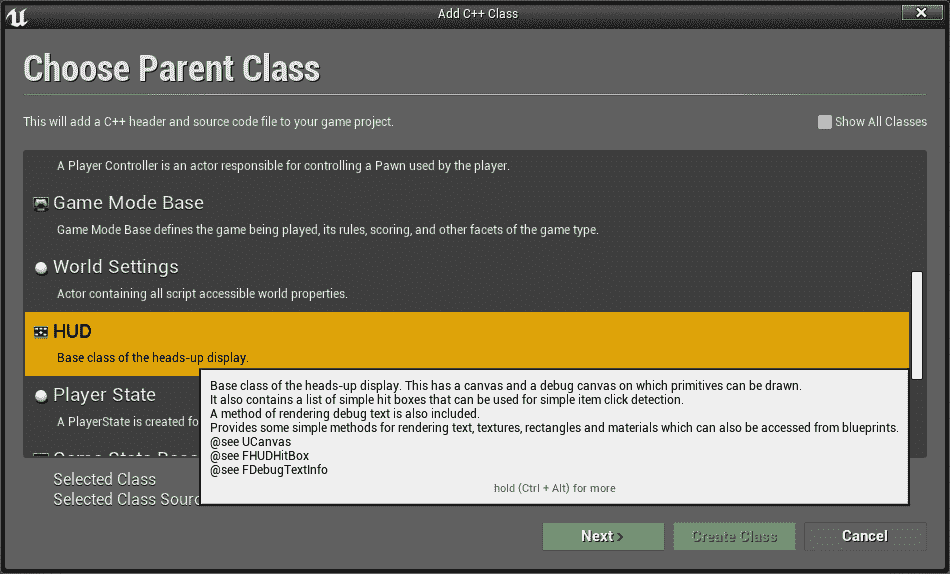 Add C++ Class
Choose Parent Class
This will add a C++ header and source code file to your game project.
Show All Classes
A Player Controller is an actor responsible for controlling a Pawn used by the player.
Game Mode Base
Game Mode Base defines the game being played, its rules, scoring, and other facets of the game type.
World Settings
Actor containing all script accessible world properties.
HUD
Base class of the heads-up display.
Player State
A PlayerState is created fo
Base class of the heads-up display. This has a canvas and a debug canvas on which primitives can be drawn.
It also contains a list of simple hit boxes that can be used for simple item click detection.
A method of rendering debug text is also included.
Provides some simple methods for rendering text, textures, rectangles and materials which can also be accessed from blueprints.
@see UCanvas
@see FHUDHitBox
@see FDebugTextInfo
hold (Ctrl + Alt) for more
Selected Class
Selected Class Sourc
Next >
Create Class
Cancel